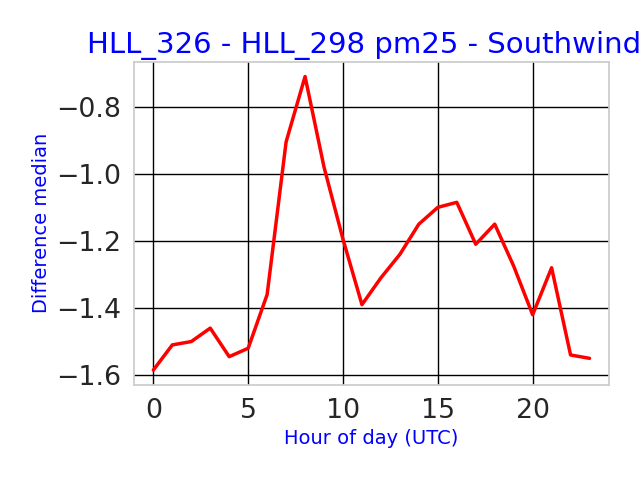 HLL_326 - HLL_298 pm25 - Southwind
Difference median
−0.8
−1.0
−1.2
−1.4
−1.6
0 5 10 15 20
Hour of day (UTC)